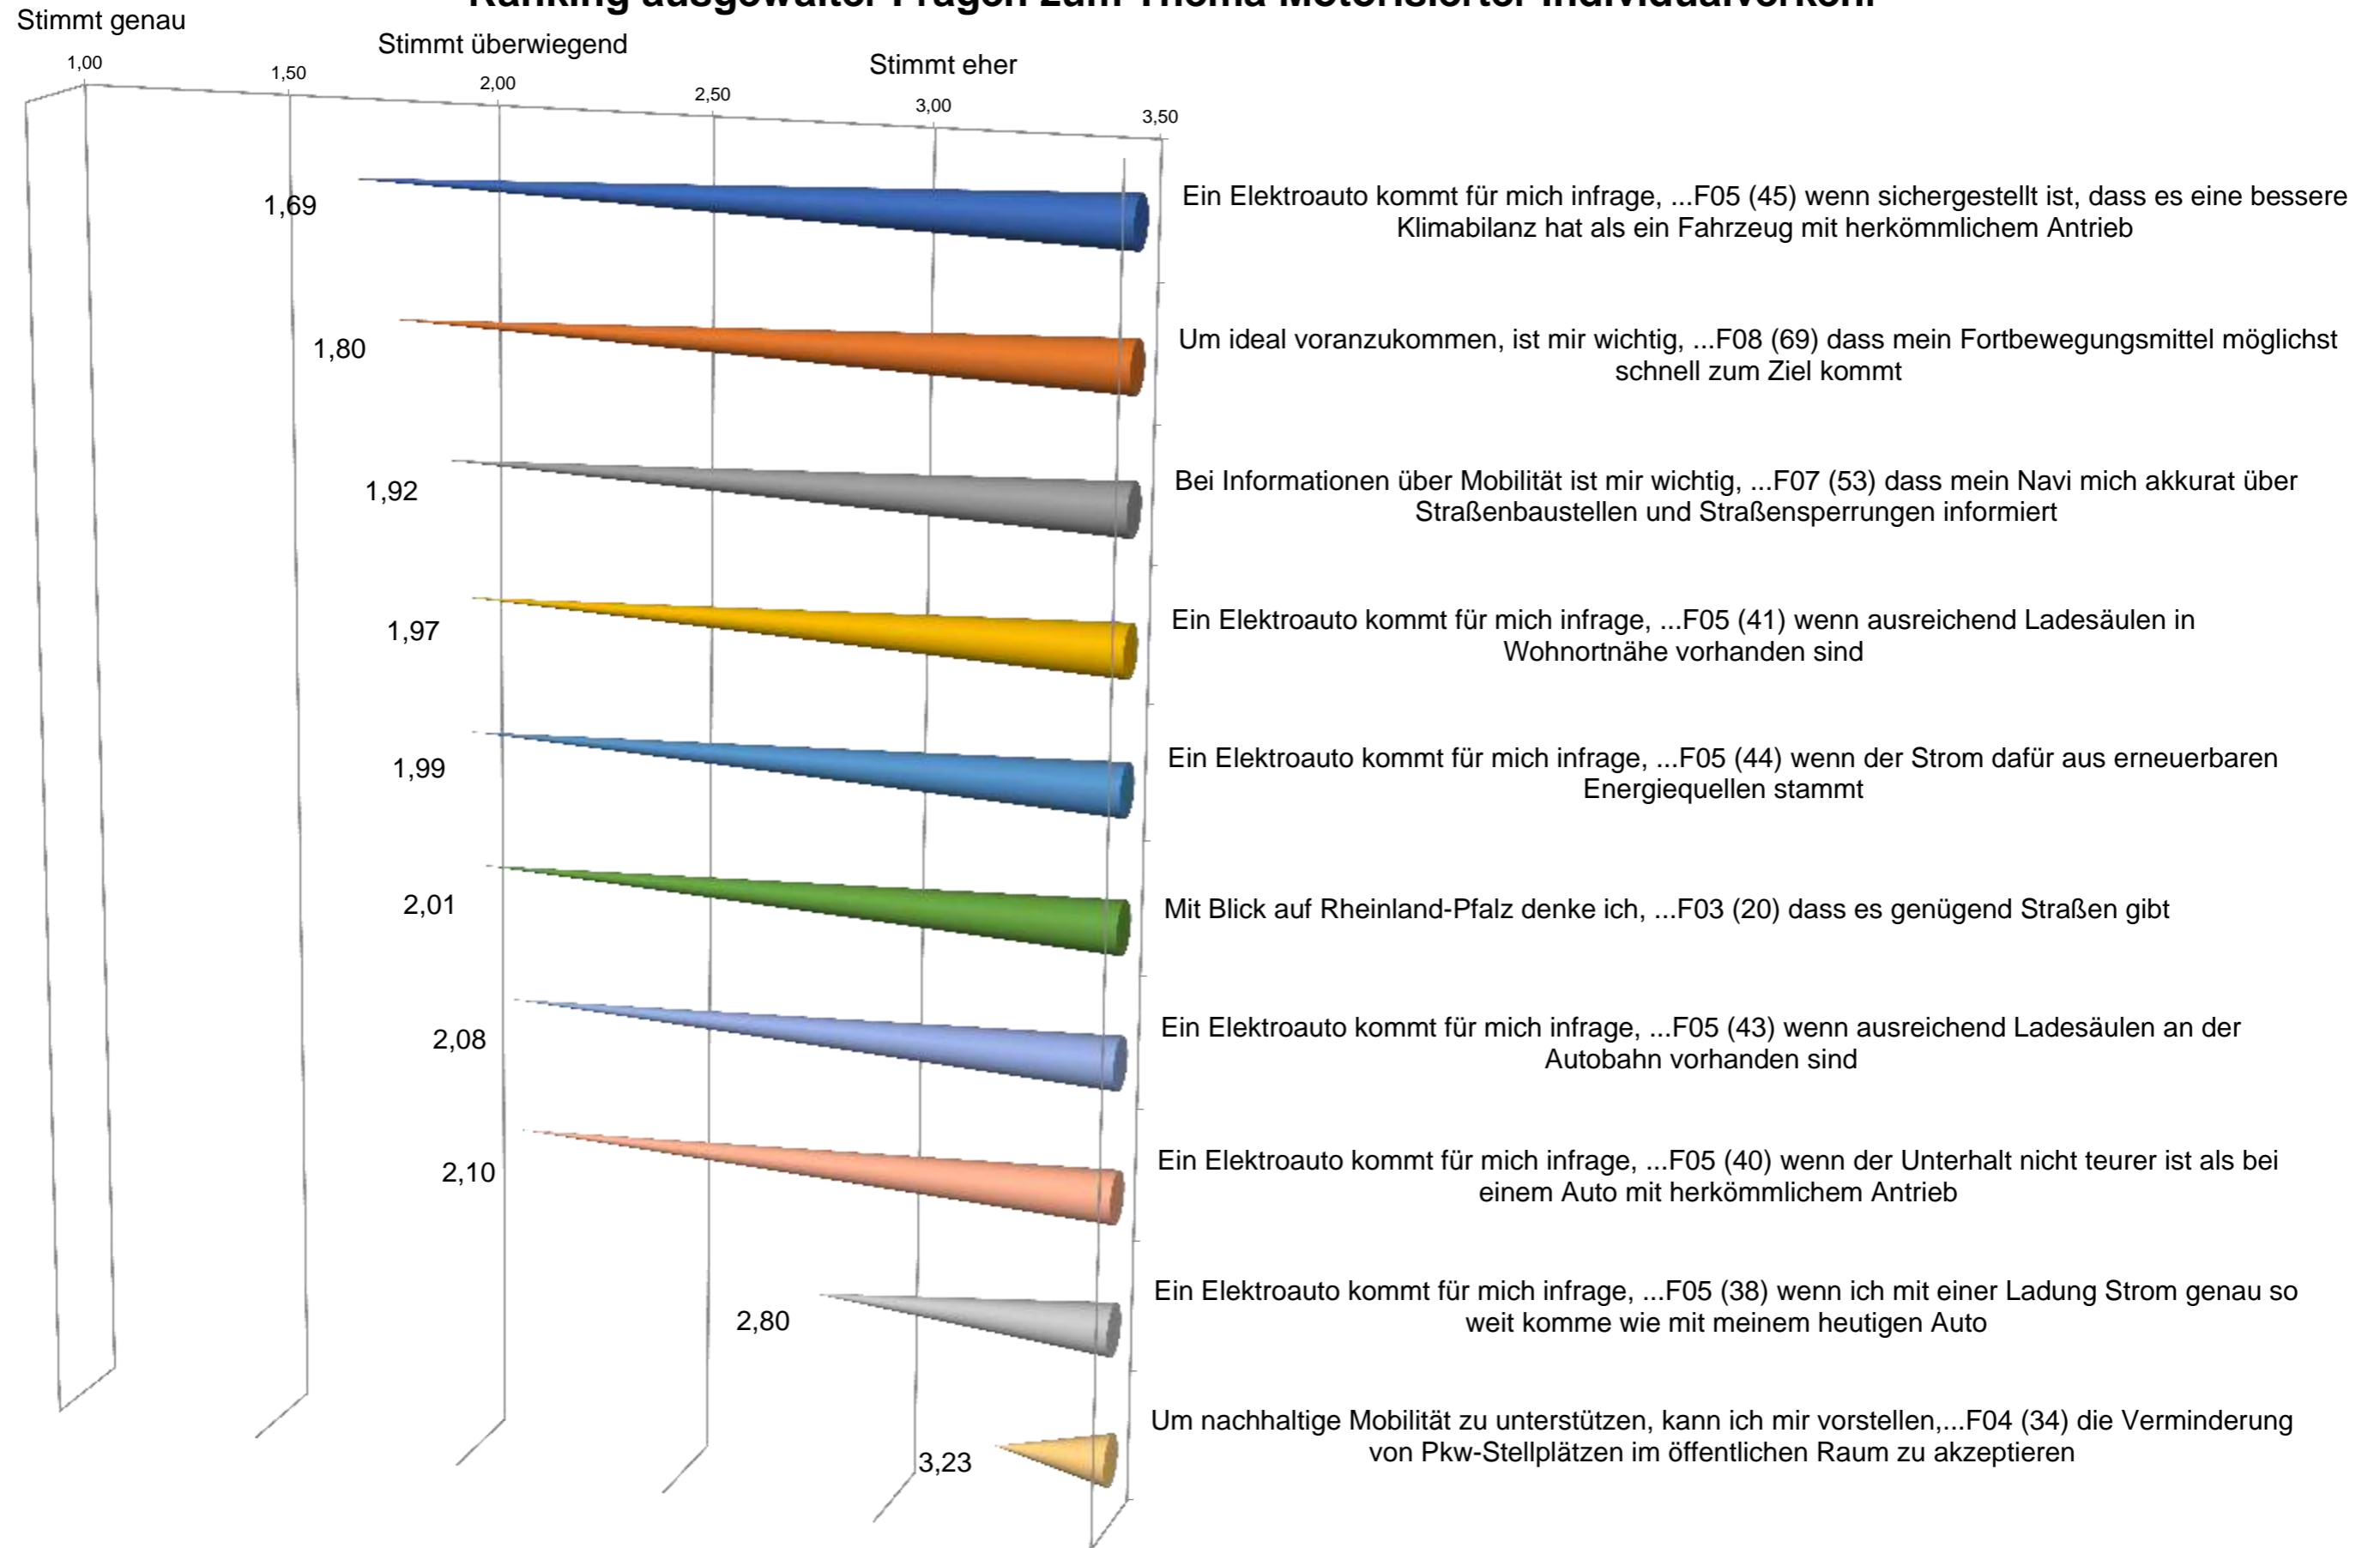 Ranking ausgewälter Fragen zum Thema Motorisierter Individualverkehr
Stimmt genau
Stimmt überwiegend
Stimmt eher
1,00
1,50
2,00
2,50
3,00
3,50
1,69
Ein Elektroauto kommt für mich infrage, ...F05 (45) wenn sichergestellt ist, dass es eine bessere
Klimabilanz hat als ein Fahrzeug mit herkömmlichem Antrieb
1,80
Um ideal voranzukommen, ist mir wichtig, ...F08 (69) dass mein Fortbewegungsmittel möglichst
schnell zum Ziel kommt
1,92
Bei Informationen über Mobilität ist mir wichtig, ...F07 (53) dass mein Navi mich akkurat über
Straßenbaustellen und Straßensperrungen informiert
1,97
Ein Elektroauto kommt für mich infrage, ...F05 (41) wenn ausreichend Ladesäulen in
Wohnortnähe vorhanden sind
1,99
Ein Elektroauto kommt für mich infrage, ...F05 (44) wenn der Strom dafür aus erneuerbaren
Energiequellen stammt
2,01
Mit Blick auf Rheinland-Pfalz denke ich, ...F03 (20) dass es genügend Straßen gibt
2,08
Ein Elektroauto kommt für mich infrage, ...F05 (43) wenn ausreichend Ladesäulen an der
Autobahn vorhanden sind
2,10
Ein Elektroauto kommt für mich infrage, ...F05 (40) wenn der Unterhalt nicht teurer ist als bei
einem Auto mit herkömmlichem Antrieb
2,80
Ein Elektroauto kommt für mich infrage, ...F05 (38) wenn ich mit einer Ladung Strom genau so
weit komme wie mit meinem heutigen Auto
3,23
Um nachhaltige Mobilität zu unterstützen, kann ich mir vorstellen,...F04 (34) die Verminderung
von Pkw-Stellplätzen im öffentlichen Raum zu akzeptieren